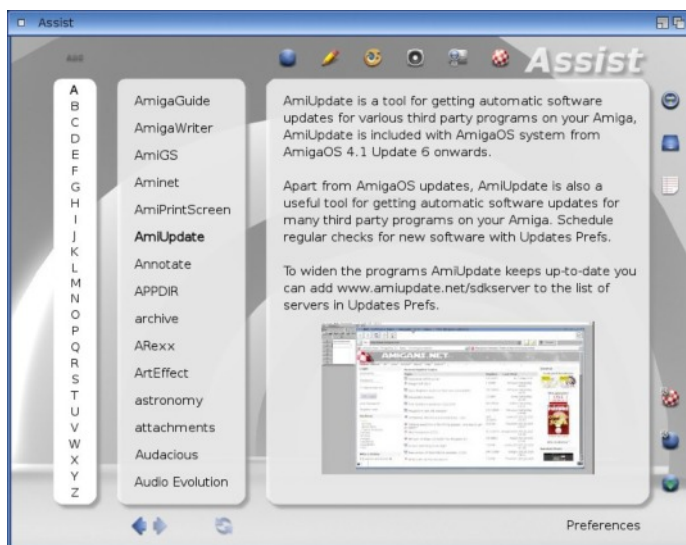 Assist
Assist
A
B
C
D
E
F
G
H
I
J
K
L
M
N
O
P
Q
R
S
T
U
V
W
X
Y
Z
AmigaGuide
AmigaWriter
AmiGS
Aminet
AmiPrintScreen
AmiUpdate
Annotate
APPDIR
archive
ARexx
ArtEffect
astronomy
attachments
Audacious
Audio Evolution
AmiUpdate is a tool for getting automatic software
updates for various third party programs on your Amiga,
AmiUpdate is included with AmigaOS system from
AmigaOS 4.1 Update 6 onwards.
Apart from AmigaOS updates, AmiUpdate is also a
useful tool for getting automatic software updates for
many third party programs on your Amiga. Schedule
regular checks for new software with Updates Prefs.
To widen the programs AmiUpdate keeps up-to-date you
can add www.amiupdate.net/sdkserver to the list of
servers in Updates Prefs.
AMIGANS.NET
Preferences